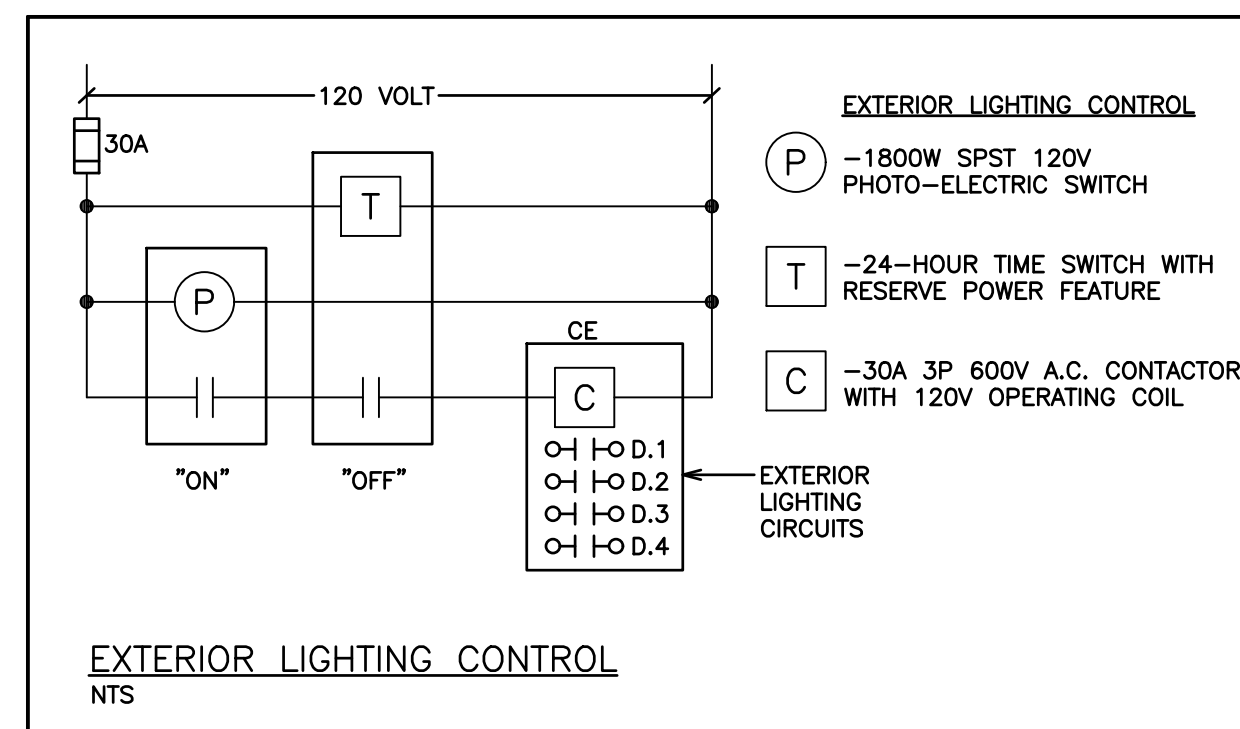 120 VOLT
30A
T
P
CE
C
D.1
D.2
D.3
D.4
"ON"
"OFF"
EXTERIOR
LIGHTING
CIRCUITS
EXTERIOR LIGHTING CONTROL
P
-1800W SPST 120V
PHOTO-ELECTRIC SWITCH
T
-24-HOUR TIME SWITCH WITH
RESERVE POWER FEATURE
C
-30A 3P 600V A.C. CONTACTOR
WITH 120V OPERATING COIL
EXTERIOR LIGHTING CONTROL
NTS